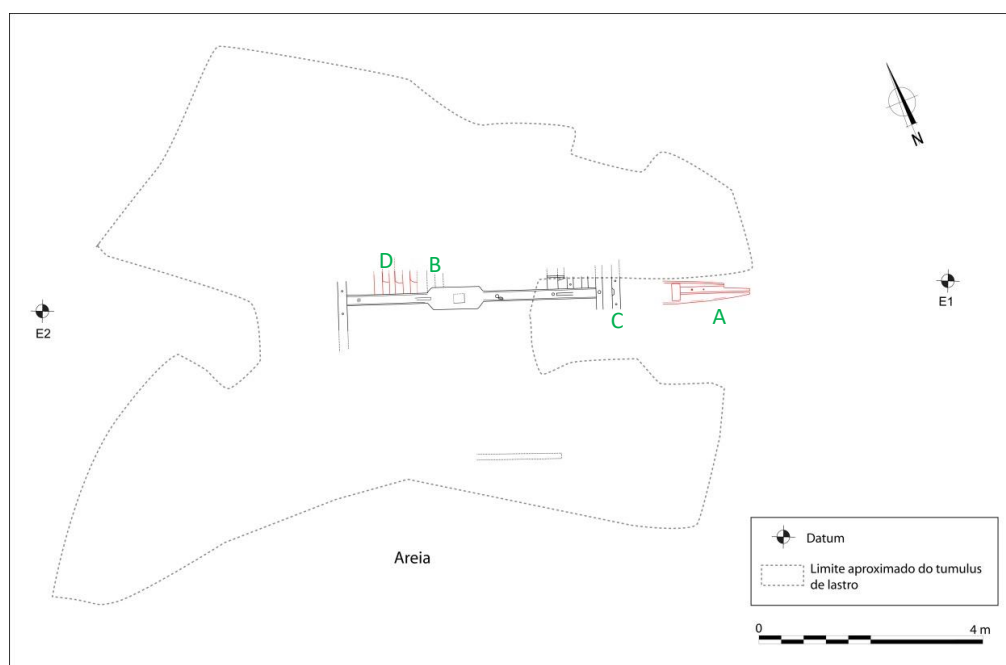 N
D
B
C
A
E2
E1
Areia
Datum
Limite aproximado do tumulus
de lastro
0
4 m